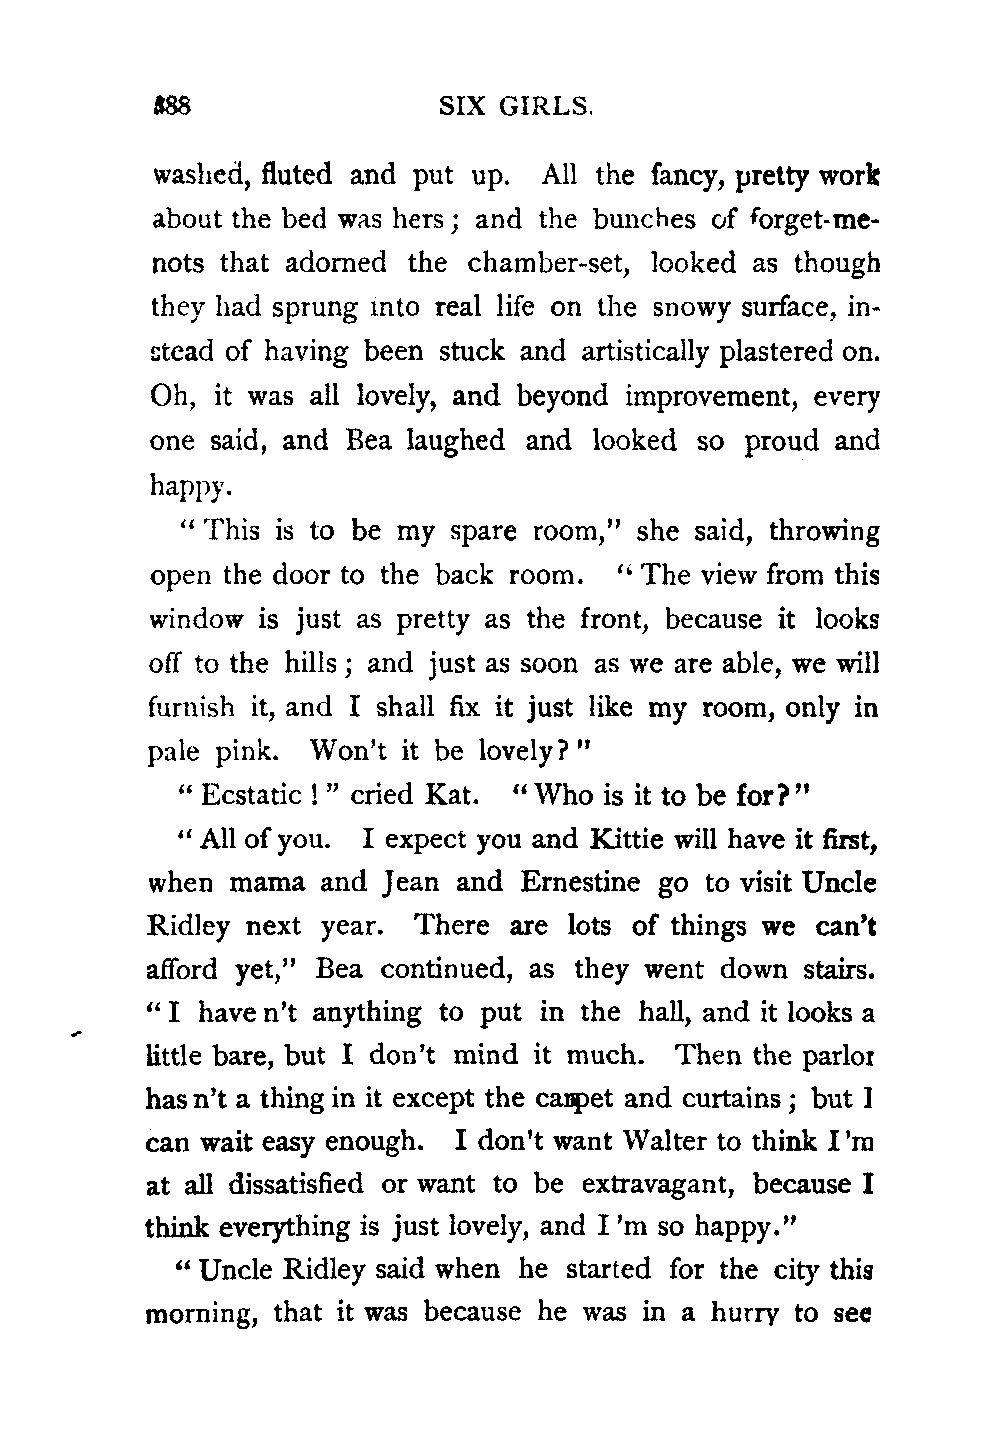 388 SIX GIRLS.
washed, fluted and put up. All the fancy, pretty work
about the bed was hers; and the bunches of forget-me-
nots that adorned the chamber-set, looked as though
they had sprung into real life on the snowy surface, in-
stead of having been stuck and artistically plastered on.
Oh, it was all lovely, and beyond improvement, every
one said, and Bea laughed and looked so proud and
happy.
"This is to be my spare room," she said, throwing
open the door to the back room. "The view from this
window is just as pretty as the front, because it looks
off to the hills; and just as soon as we are able, we will
furnish it, and I shall fix it just like my room, only in
pale pink. Won't it be lovely?"
"Ecstatic!" cried Kat. "Who is it to be for?"
"All of you. I expect you and Kittie will have it first,
when mama and Jean and Ernestine go to visit Uncle
Ridley next year. There are lots of things we can't
afford yet," Bea continued, as they went down stairs.
"I have n't anything to put in the hall, and it looks a
little bare, but I don't mind it much. Then the parlor
has n't a thing in it except the carpet and curtains; but I
can wait easy enough. I don't want Walter to think I 'm
at all dissatisfied or want to be extravagant, because I
think everything is just lovely, and I 'm so happy."
"Uncle Ridley said when he started for the city this
morning, that it was because he was in a hurry to see